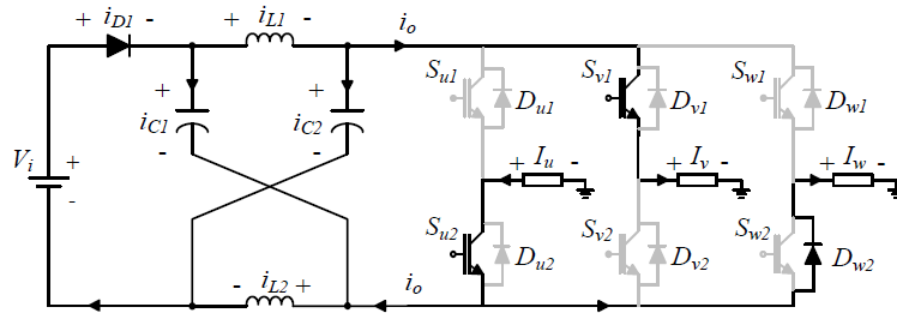 + iD1 - + iL1 - io
+ + Su1 Du1 Sv1 Dv1 Sw1 Dw1
iC1 iC2
- -
Vi + + Iu - + Iv - + Iw -
-
Su2 Du2 Sv2 Dv2 Sw2 Dw2
- iL2 + io